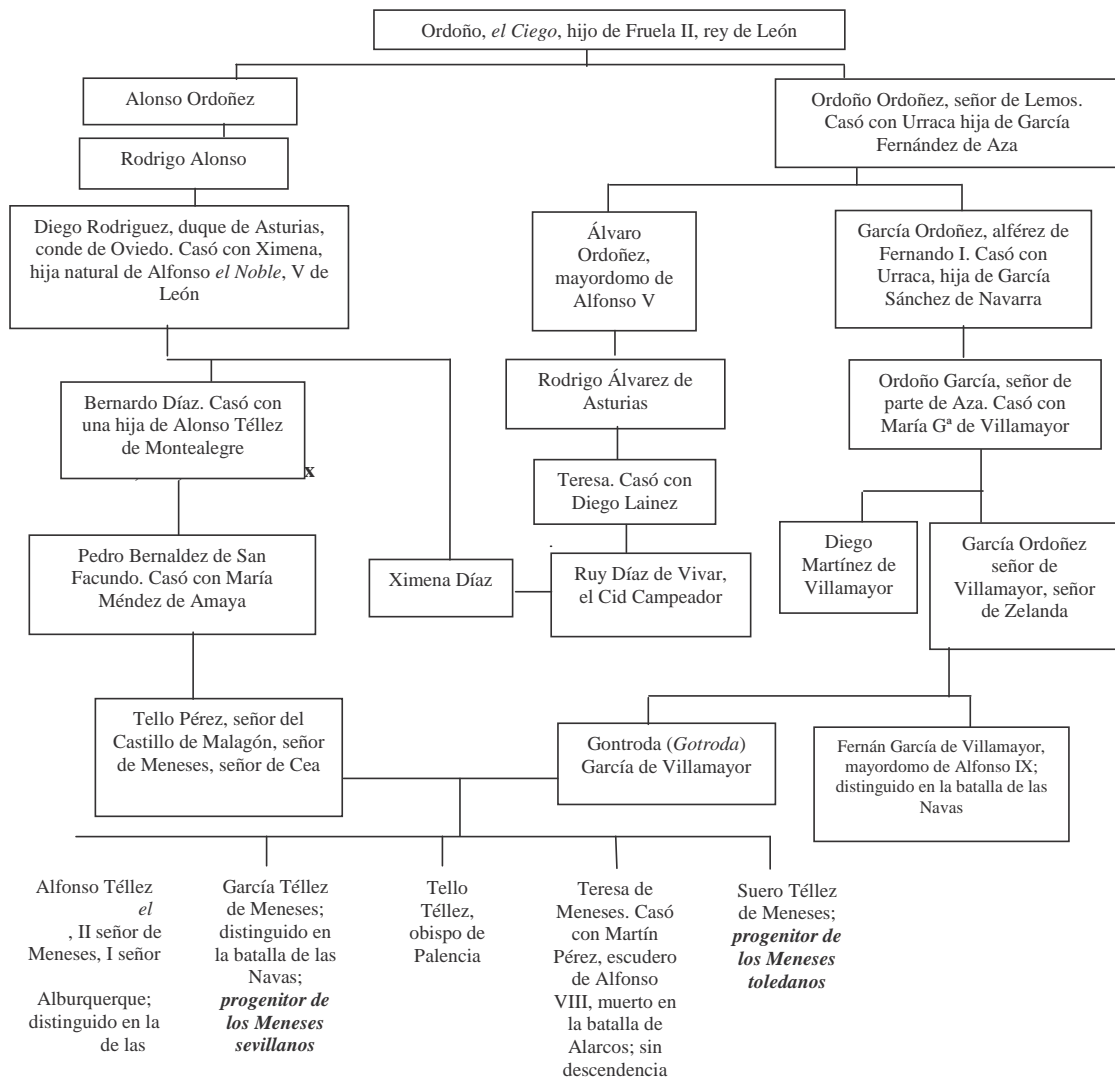 Ordoño, el Ciego, hijo de Fruela II, rey de León
Alonso Ordoñez
Ordoño Ordoñez, señor de Lemos.
Casó con Urraca hija de García
Fernández de Aza
Rodrigo Alonso
Diego Rodriguez, duque de Asturias,
conde de Oviedo. Casó con Ximena,
hija natural de Alfonso el Noble, V de
León
Álvaro
Ordoñez,
mayordomo de
Alfonso V
García Ordoñez, alférez de
Fernando I. Casó con
Urraca, hija de García
Sánchez de Navarra
Bernardo Díaz. Casó con
una hija de Alonso Téllez
de Montealegre
x
Rodrigo Álvarez de
Asturias
Ordoño García, señor de
parte de Aza. Casó con
María Gª de Villamayor
Teresa. Casó con
Diego Lainez
Pedro Bernaldez de San
Facundo. Casó con María
Méndez de Amaya
Ximena Díaz
Ruy Díaz de Vivar,
el Cid Campeador
Diego
Martínez de
Villamayor
García Ordoñez
señor de
Villamayor, señor
de Zelanda
Tello Pérez, señor del
Castillo de Malagón, señor
de Meneses, señor de Cea
Gontroda (Gotroda)
García de Villamayor
Fernán García de Villamayor,
mayordomo de Alfonso IX;
distinguido en la batalla de las
Navas
Alfonso Téllez
el
, II señor de
Meneses, I señor
Alburquerque;
distinguido en la
de las
García Téllez
de Meneses;
distinguido en
la batalla de las
Navas;
progenitor de
los Meneses
sevillanos
Tello
Téllez,
obispo de
Palencia
Teresa de
Meneses. Casó
con Martín
Pérez, escudero
de Alfonso
VIII, muerto en
la batalla de
Alarcos; sin
descendencia
Suero Téllez
de Meneses;
progenitor de
los Meneses
toledanos